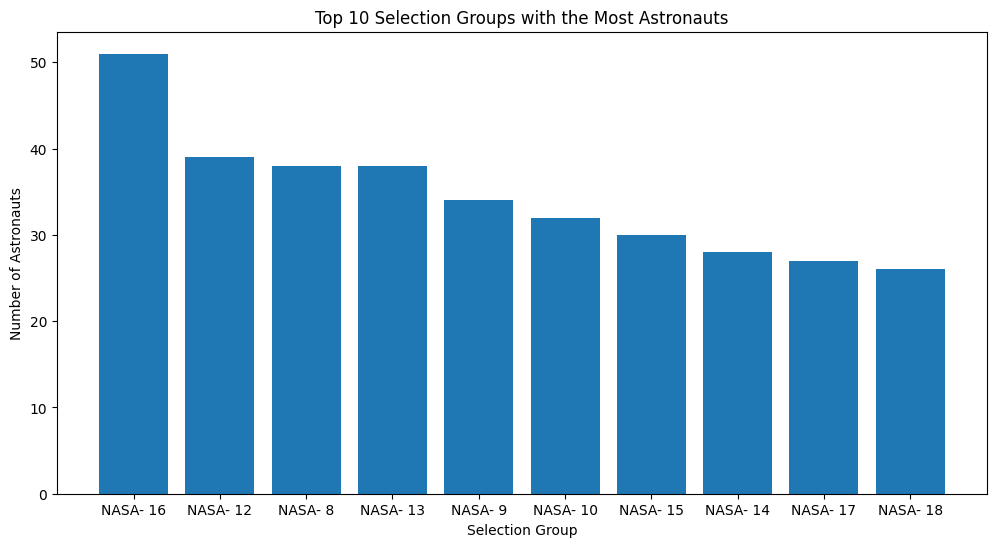 Top 10 Selection Groups with the Most Astronauts
Number of Astronauts
50
40
30
20
10
0
NASA- 16 NASA- 12 NASA- 8 NASA- 13 NASA- 9 NASA- 10 NASA- 15 NASA- 14 NASA- 17 NASA- 18
Selection Group